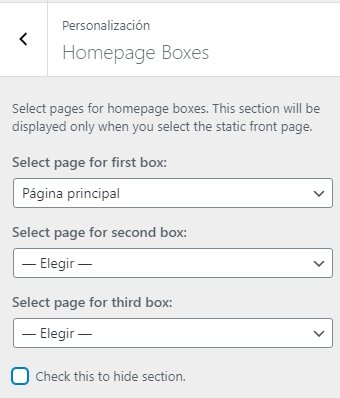 Personalización
Homepage Boxes
Select pages for homepage boxes. This section will be
displayed only when you select the static front page.
Select page for first box:
Página principal
Select page for second box:
— Elegir —
Select page for third box:
— Elegir —
Check this to hide section.